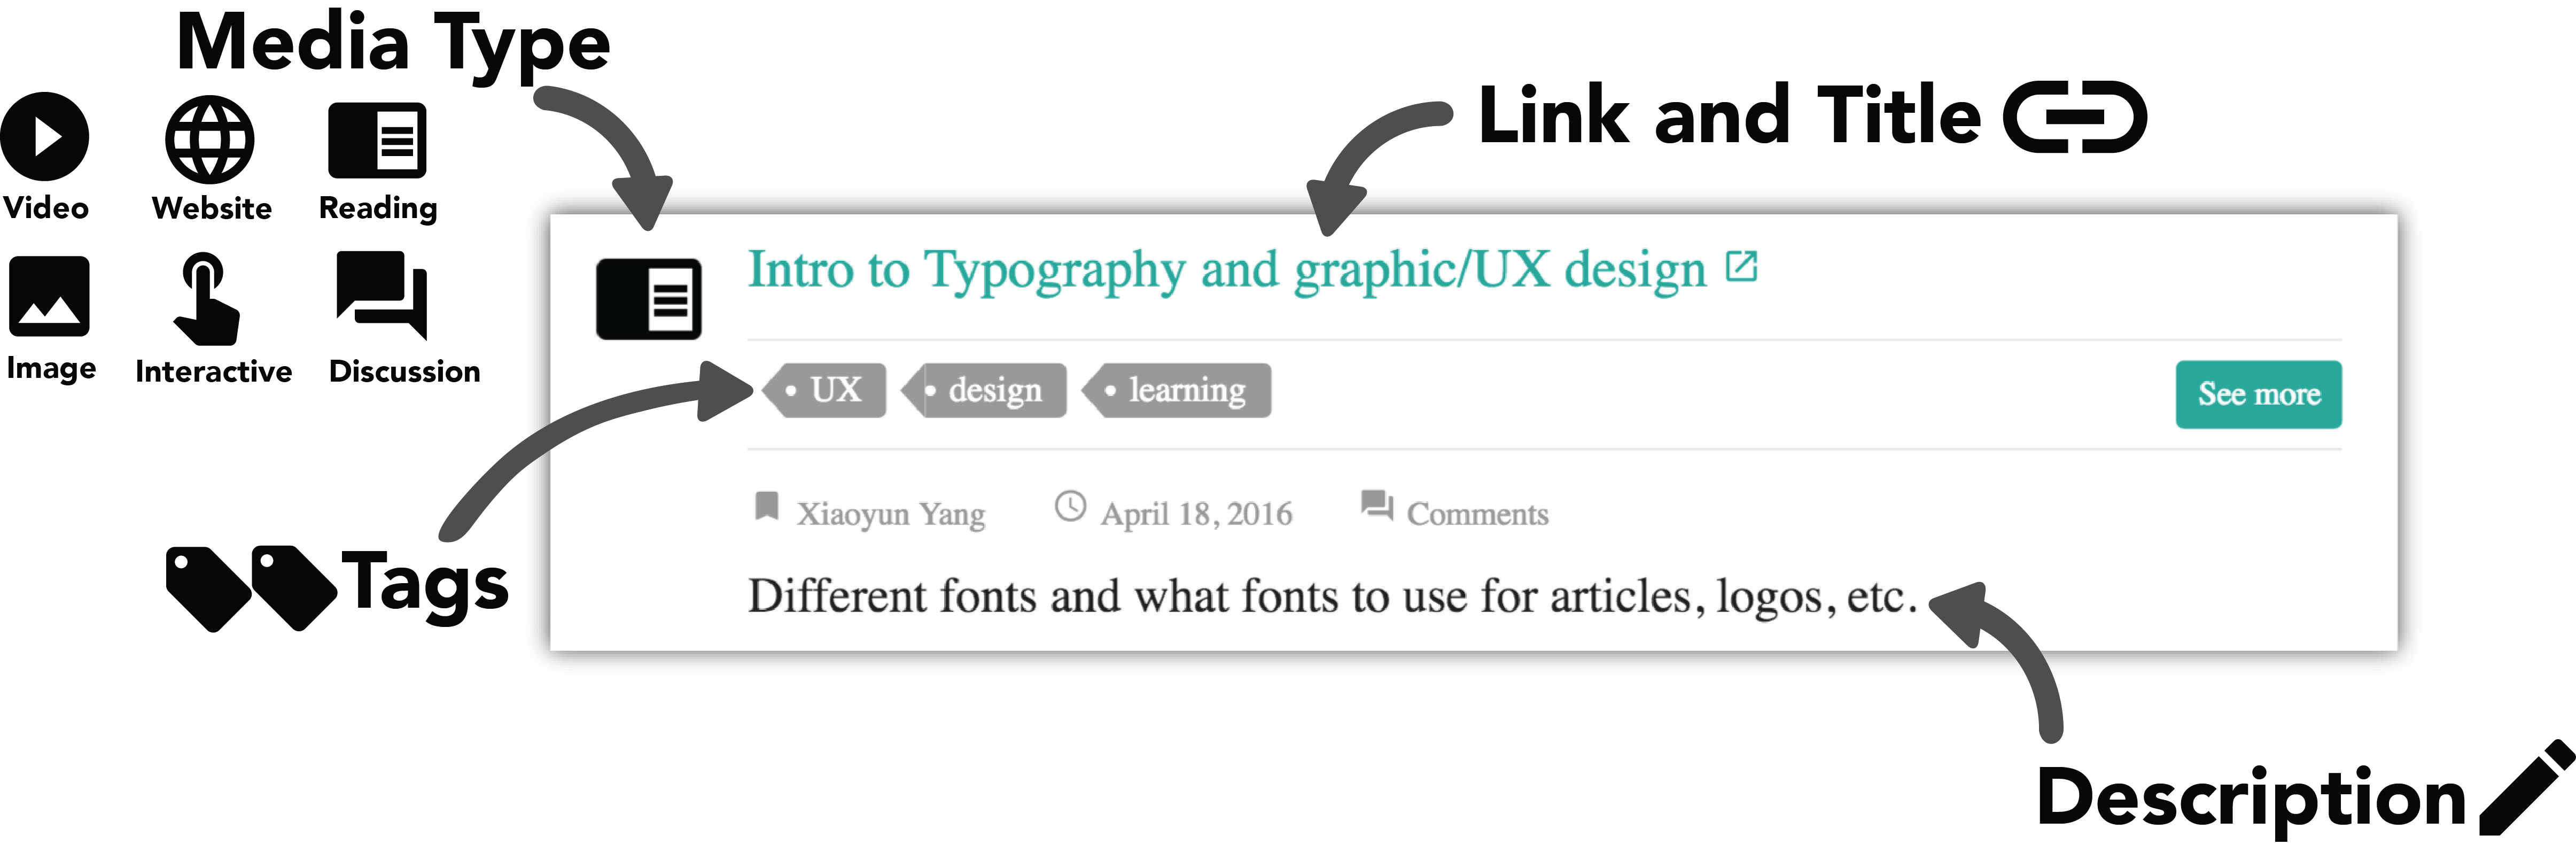 Media Type
Link and Title
Video
Website
Reading
Image
Interactive
Discussion
Intro to Typography and graphic/UX design
UX
design
learning
See more
Xiaoyun Yang
April 18, 2016
Comments
Tags
Different fonts and what fonts to use for articles, logos, etc.
Description